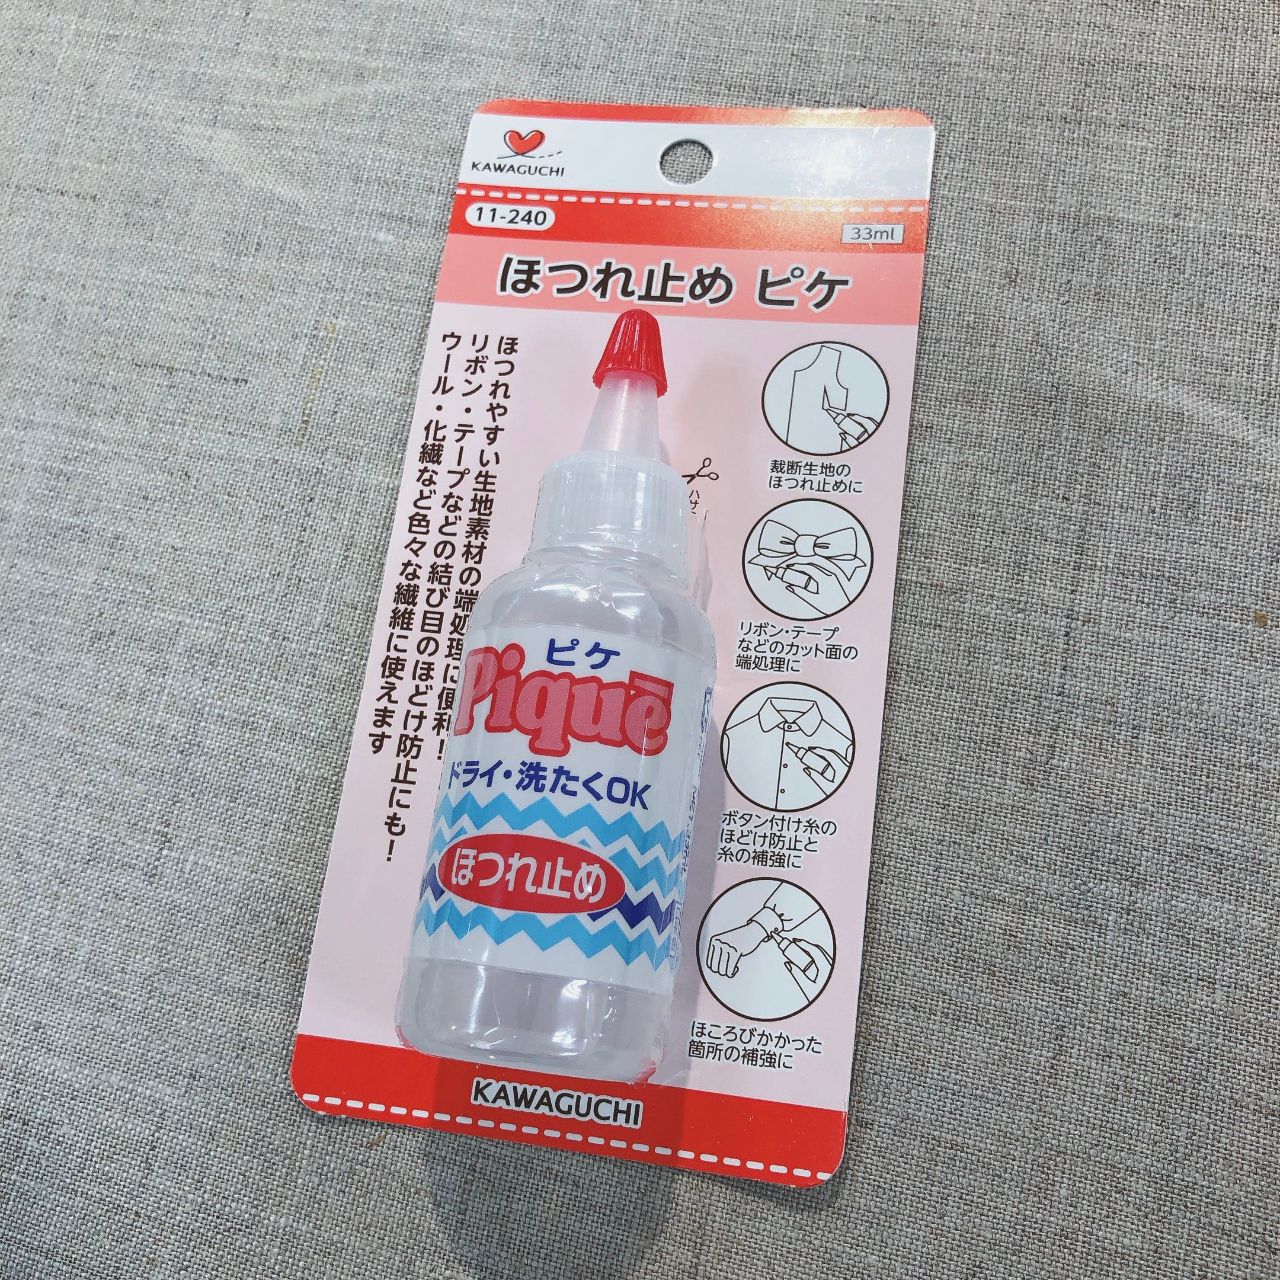 KAWAGUCHI
11-240
33ml
ほつれ止め ピケ
ほつれやすい生地素材の端処理に便利!
リボン・テープなどの結び目のほどけ防止にも!
ウール・化繊など色々な繊維に使えます
裁断生地の
ほつれ止めに
リボン・テープ
などのカット面の
端処理に
ボタン付け糸の
ほどけ防止と
糸の補強に
ほころびかかった
箇所の補強に
ピケ
Piquē
ドライ・洗たくOK
ほつれ止め
KAWAGUCHI